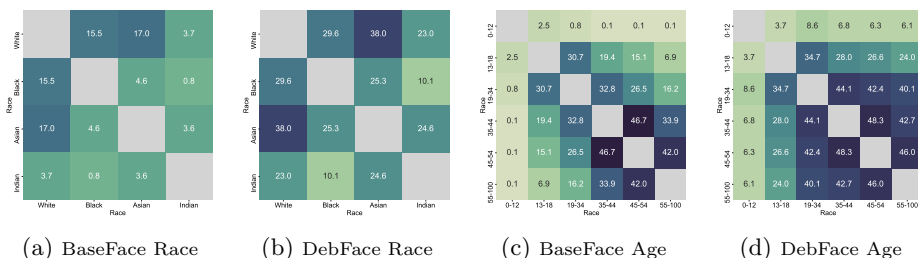 White 15.5 17.0 3.7
Black 15.5 4.6 0.8
Asian 17.0 4.6 3.6
Indian 3.7 0.8 3.6
White Black Asian Indian
Race
Race
(a) BaseFace Race
White 29.6 38.0 23.0
Black 29.6 25.3 10.1
Asian 38.0 25.3 24.6
Indian 23.0 10.1 24.6
White Black Asian Indian
Race
Race
(b) DebFace Race
0-12 2.5 0.8 0.1 0.1 0.1
13-18 2.5 30.7 19.4 15.1 6.9
19-34 0.8 30.7 32.8 26.5 16.2
35-44 0.1 19.4 32.8 46.7 33.9
45-54 0.1 15.1 26.5 46.7 42.0
55-100 0.1 6.9 16.2 33.9 42.0
0-12 13-18 19-34 35-44 45-54 55-100
Race
Race
(c) BaseFace Age
0-12 3.7 8.6 6.8 6.3 6.1
13-18 3.7 34.7 28.0 26.6 24.0
19-34 8.6 34.7 44.1 42.4 40.1
35-44 6.8 28.0 44.1 48.3 42.7
45-54 6.3 26.6 42.4 48.3 46.0
55-100 6.1 24.0 40.1 42.7 46.0
0-12 13-18 19-34 35-44 45-54 55-100
Race
Race
(d) DebFace Age